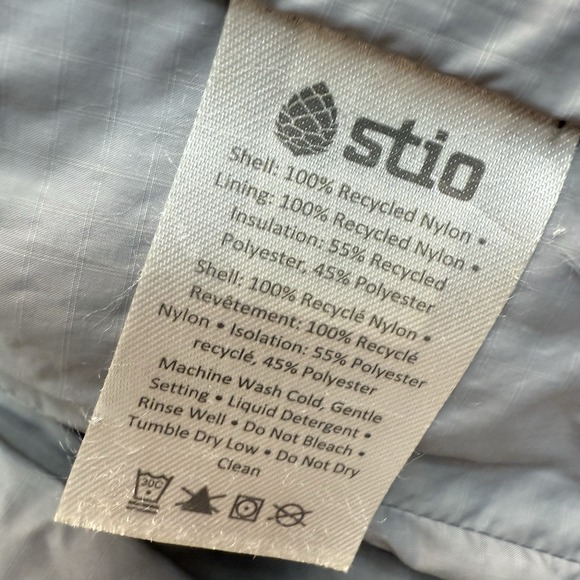 stio
Shell: 100% Recycled Nylon •
Lining: 100% Recycled Nylon •
Insulation: 55% Recycled
Polyester, 45% Polyester
Shell: 100% Recyclé Nylon •
Revêtement: 100% Recyclé
Nylon • Isolation: 55% Polyester
recyclé, 45% Polyester
Machine Wash Cold, Gentle
Setting • Liquid Detergent •
Rinse Well • Do Not Bleach •
Tumble Dry Low • Do Not Dry
Clean
30C